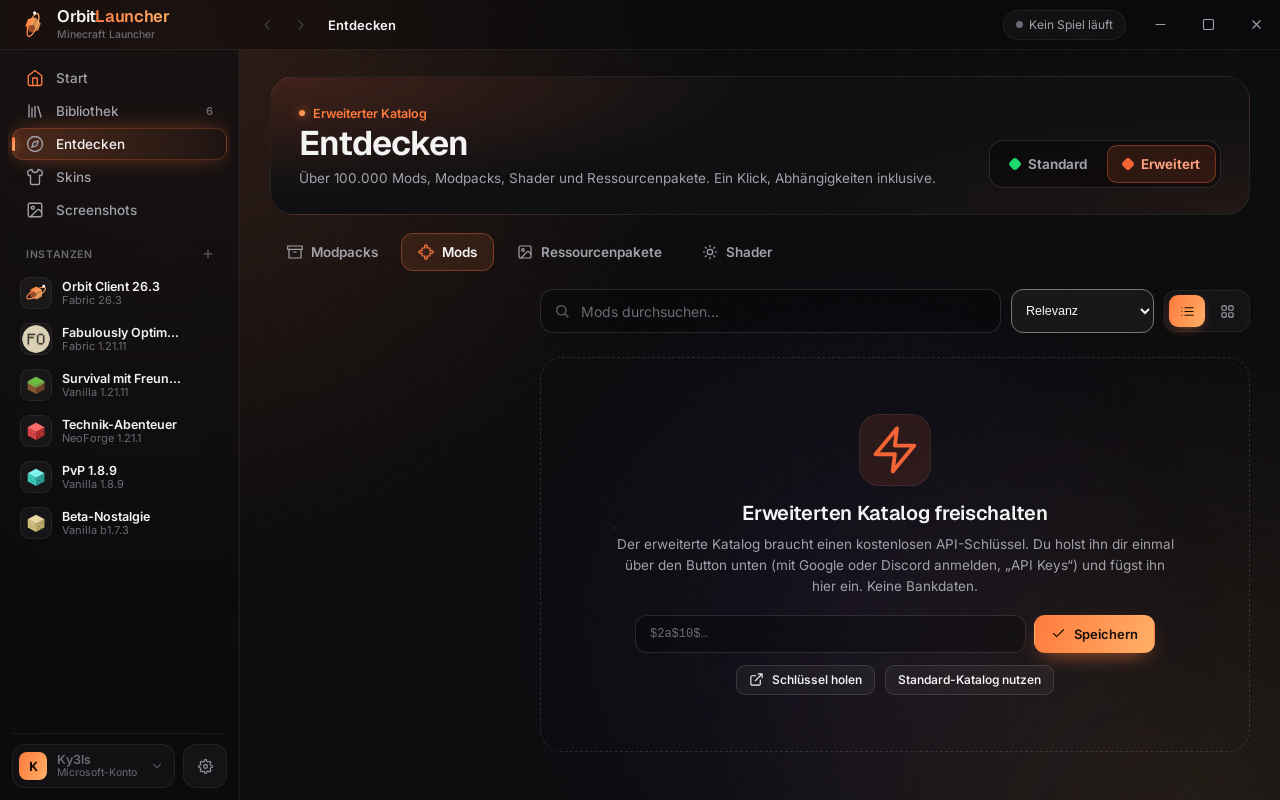 OrbitLauncher
Minecraft Launcher
Entdecken
Kein Spiel läuft
Start
Bibliothek 6
Entdecken
Skins
Screenshots
INSTANZEN
Orbit Client 26.3
Fabric 26.3
FO
Fabulously Optim...
Fabric 1.21.11
Survival mit Freun...
Vanilla 1.21.11
Technik-Abenteuer
NeoForge 1.21.1
PvP 1.8.9
Vanilla 1.8.9
Beta-Nostalgie
Vanilla b1.7.3
K
Ky3ls
Microsoft-Konto
Erweiterter Katalog
Entdecken
Über 100.000 Mods, Modpacks, Shader und Ressourcenpakete. Ein Klick, Abhängigkeiten inklusive.
Standard
Erweitert
Modpacks
Mods
Ressourcenpakete
Shader
Mods durchsuchen…
Relevanz
Erweiterten Katalog freischalten
Der erweiterte Katalog braucht einen kostenlosen API-Schlüssel. Du holst ihn dir einmal
über den Button unten (mit Google oder Discord anmelden, „API Keys“) und fügst ihn
hier ein. Keine Bankdaten.
$2a$10$…
Speichern
Schlüssel holen
Standard-Katalog nutzen